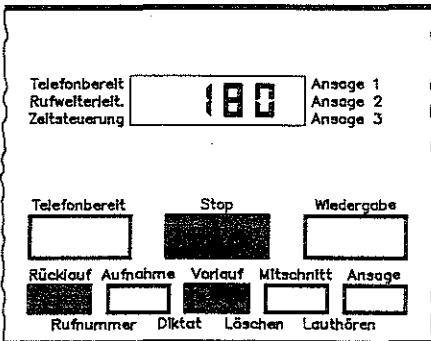 Telefonbereit 180 Ansage 1
Rufweiterleit. Ansage 2
Zeitsteuerung Ansage 3
Telefonbereit Stop Wiedergabe
Rücklauf Aufnahme Vorlauf Mitschnitt Ansage
Rufnummer Diktat Löschen Lauthören